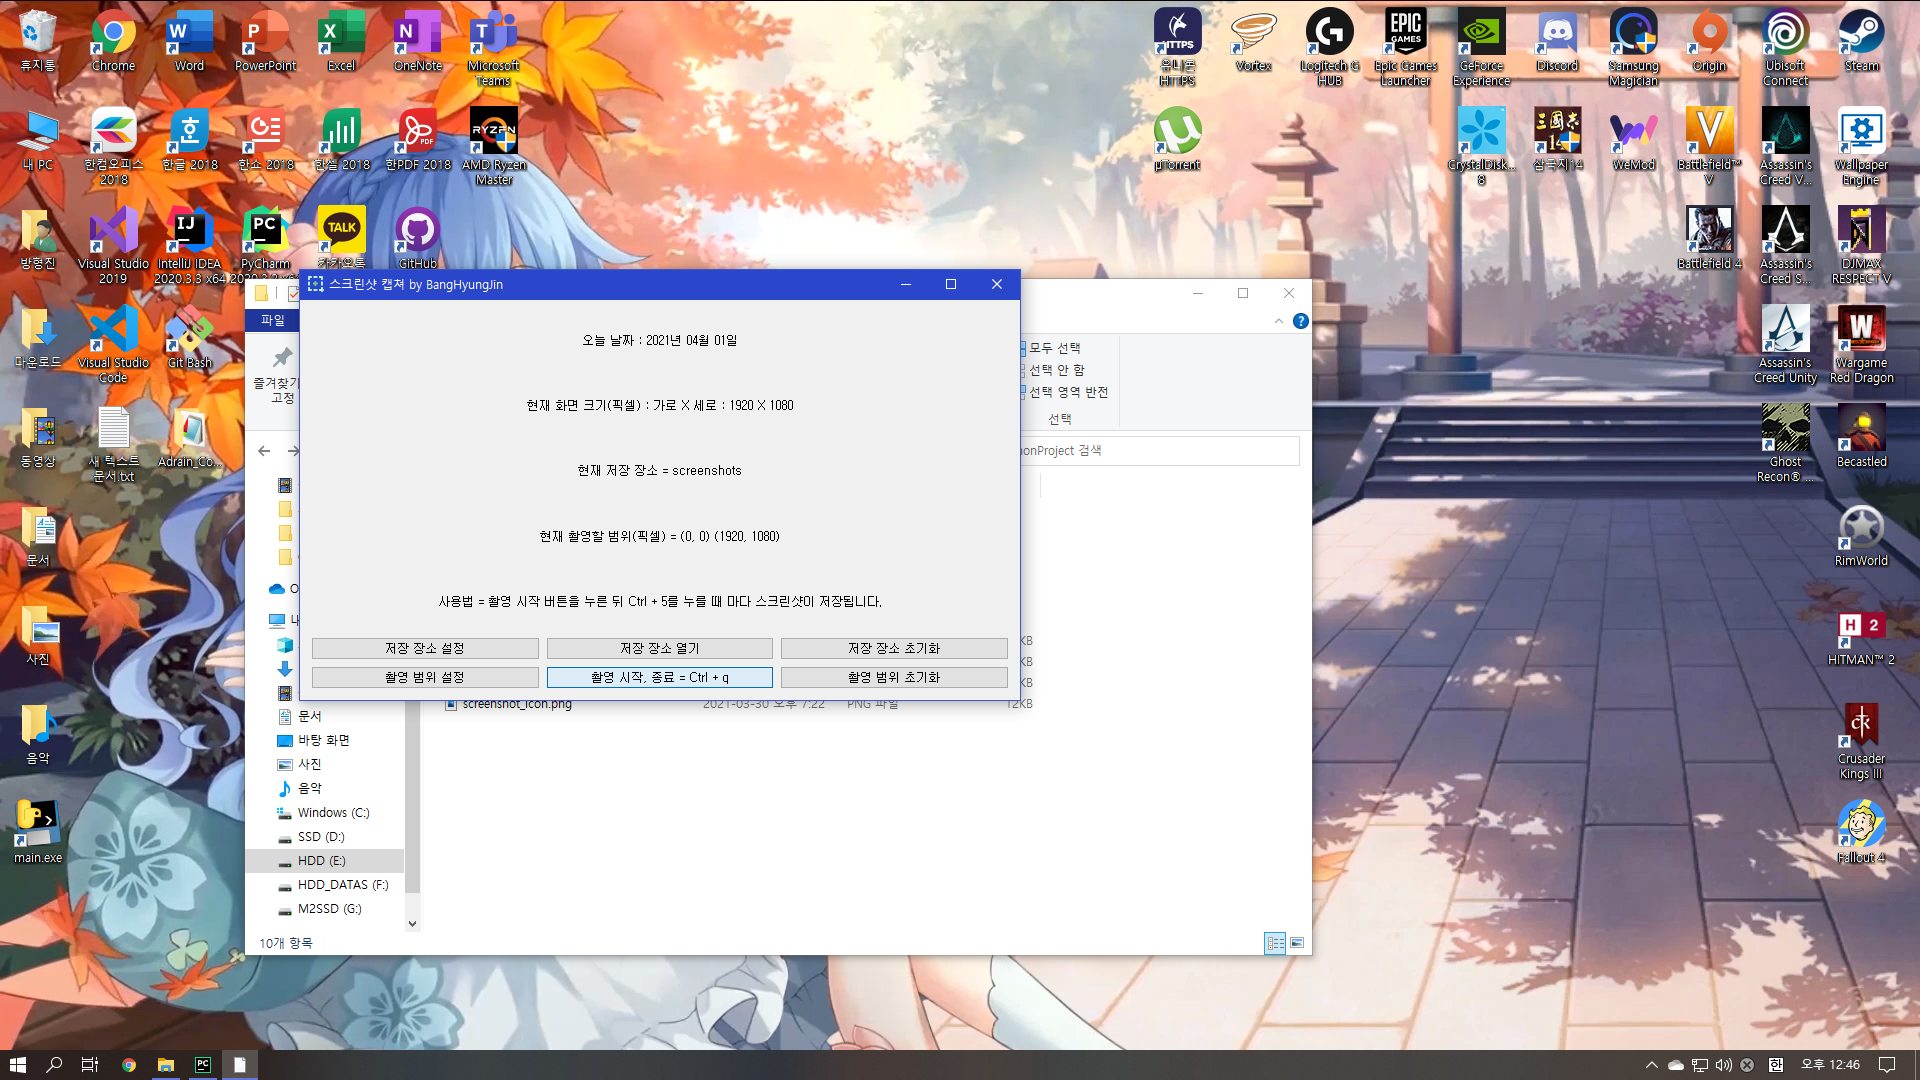 휴지통
Chrome
Word
PowerPoint
Excel
OneNote
Microsoft
Teams
유니콘
HTTPS
Vortex
Logitech G
HUB
Epic Games
Launcher
GeForce
Experience
Discord
Samsung
Magician
Origin
Ubisoft
Connect
Steam
내 PC
한컴오피스
2018
한글 2018
한쇼 2018
한셀 2018
한PDF 2018
AMD Ryzen
Master
µTorrent
CrystalDisk...
8
삼국지14
WeMod
Battlefield™
V
Assassin's
Creed V...
Wallpaper
Engine
방형진
Visual Studio
2019
IntelliJ IDEA
2020.3.3 x64
PyCharm
카카오톡
GitHub
Battlefield 4
Assassin's
Creed S...
DJMAX
RESPECT V
다운로드
Visual Studio
Code
Git Bash
Assassin's
Creed Unity
Wargame
Red Dragon
동영상
새 텍스트
문서.txt
Adrain_Co...
Ghost
Recon® ...
Becastled
문서
RimWorld
사진
HITMAN™ 2
음악
Crusader
Kings III
main.exe
Fallout 4
스크린샷 캡쳐 by BangHyungJin
오늘 날짜 : 2021년 04월 01일
현재 화면 크기(픽셀) : 가로 X 세로 : 1920 X 1080
현재 저장 장소 = screenshots
현재 촬영할 범위(픽셀) = (0, 0) (1920, 1080)
사용법 = 촬영 시작 버튼을 누른 뒤 Ctrl + 5를 누를 때 마다 스크린샷이 저장됩니다.
저장 장소 설정
저장 장소 열기
저장 장소 초기화
촬영 범위 설정
촬영 시작, 종료 = Ctrl + q
촬영 범위 초기화
파일
즐겨찾기
고정
모두 선택
선택 안 함
선택 영역 반전
선택
onProject 검색
KB
KB
KB
screenshot_icon.png
2021-03-30 오후 7:22
PNG 파일
12KB
문서
바탕 화면
사진
음악
Windows (C:)
SSD (D:)
HDD (E:)
HDD_DATAS (F:)
M2SSD (G:)
10개 항목
한
오후 12:46